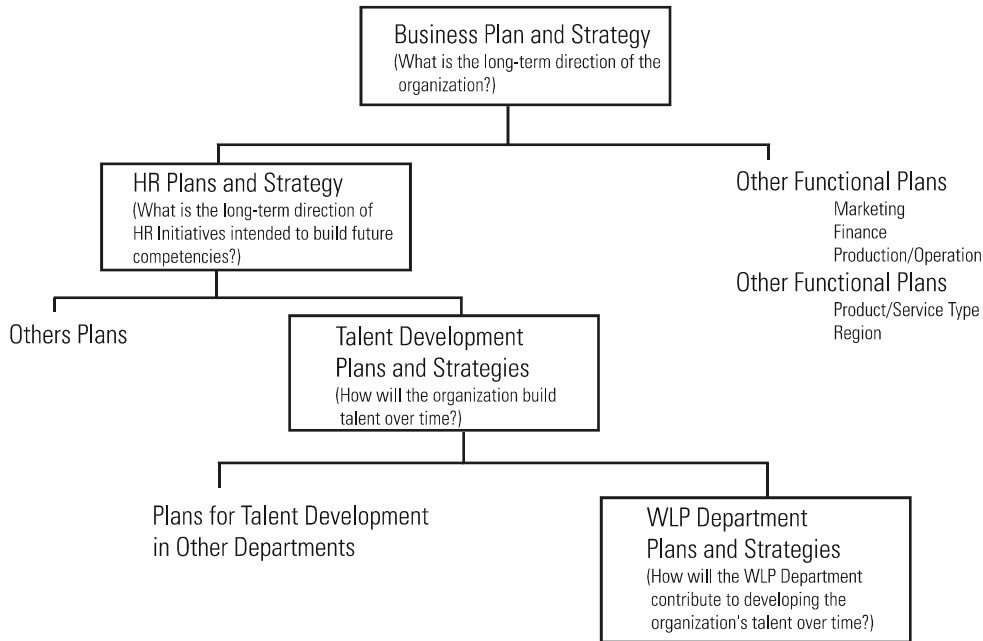 Business Plan and Strategy
(What is the long-term direction of the
organization?)
HR Plans and Strategy
(What is the long-term direction of
HR Initiatives intended to build future
competencies?)
Other Functional Plans
Marketing
Finance
Production/Operation
Other Functional Plans
Product/Service Type
Region
Others Plans
Talent Development
Plans and Strategies
(How will the organization build
talent over time?)
Plans for Talent Development
in Other Departments
WLP Department
Plans and Strategies
(How will the WLP Department
contribute to developing the
organization's talent over time?)